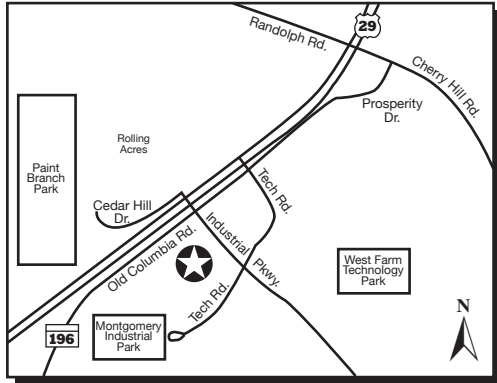 29
Randolph Rd.
Cherry Hill Rd.
Prosperity
Dr.
Rolling
Acres
Paint
Branch
Park
Tech Rd.
Cedar Hill
Dr.
Industrial Pkwy.
Old Columbia Rd.
West Farm
Technology
Park
Tech Rd.
N
196
Montgomery
Industrial
Park